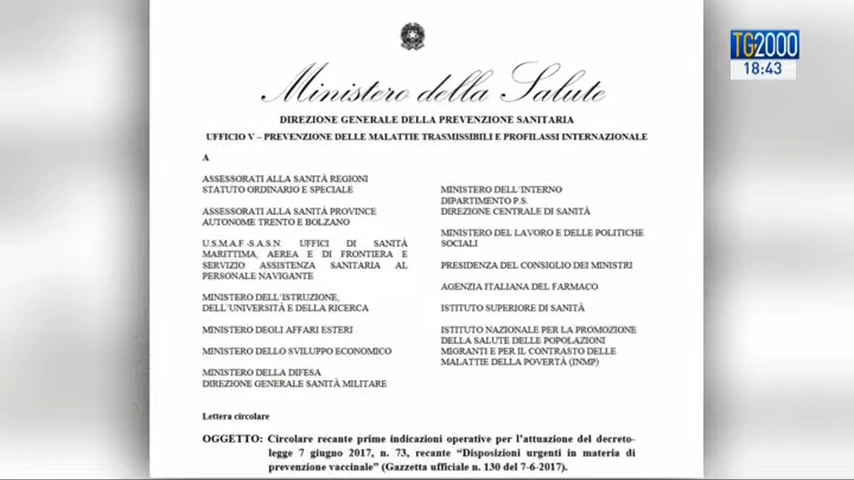 TG2000
18:43
Ministero della Salute
DIREZIONE GENERALE DELLA PREVENZIONE SANITARIA
UFFICIO V – PREVENZIONE DELLE MALATTIE TRASMISSIBILI E PROFILASSI INTERNAZIONALE
A
ASSESSORATI ALLA SANITÀ REGIONI
STATUTO ORDINARIO E SPECIALE
ASSESSORATI ALLA SANITÀ PROVINCE
AUTONOME TRENTO E BOLZANO
U.S.M.A.F.-S.A.S.N. UFFICI DI SANITÀ
MARITTIMA, AEREA E DI FRONTIERA E
SERVIZIO ASSISTENZA SANITARIA AL
PERSONALE NAVIGANTE
MINISTERO DELL'ISTRUZIONE,
DELL'UNIVERSITÀ E DELLA RICERCA
MINISTERO DEGLI AFFARI ESTERI
MINISTERO DELLO SVILUPPO ECONOMICO
MINISTERO DELLA DIFESA
DIREZIONE GENERALE SANITÀ MILITARE
MINISTERO DELL'INTERNO
DIPARTIMENTO P.S.
DIREZIONE CENTRALE DI SANITÀ
MINISTERO DEL LAVORO E DELLE POLITICHE
SOCIALI
PRESIDENZA DEL CONSIGLIO DEI MINISTRI
AGENZIA ITALIANA DEL FARMACO
ISTITUTO SUPERIORE DI SANITÀ
ISTITUTO NAZIONALE PER LA PROMOZIONE
DELLA SALUTE DELLE POPOLAZIONI
MIGRANTI E PER IL CONTRASTO DELLE
MALATTIE DELLA POVERTÀ (INMP)
Lettera circolare
OGGETTO: Circolare recante prime indicazioni operative per l'attuazione del decreto-
legge 7 giugno 2017, n. 73, recante “Disposizioni urgenti in materia di
prevenzione vaccinale” (Gazzetta ufficiale n. 130 del 7-6-2017).